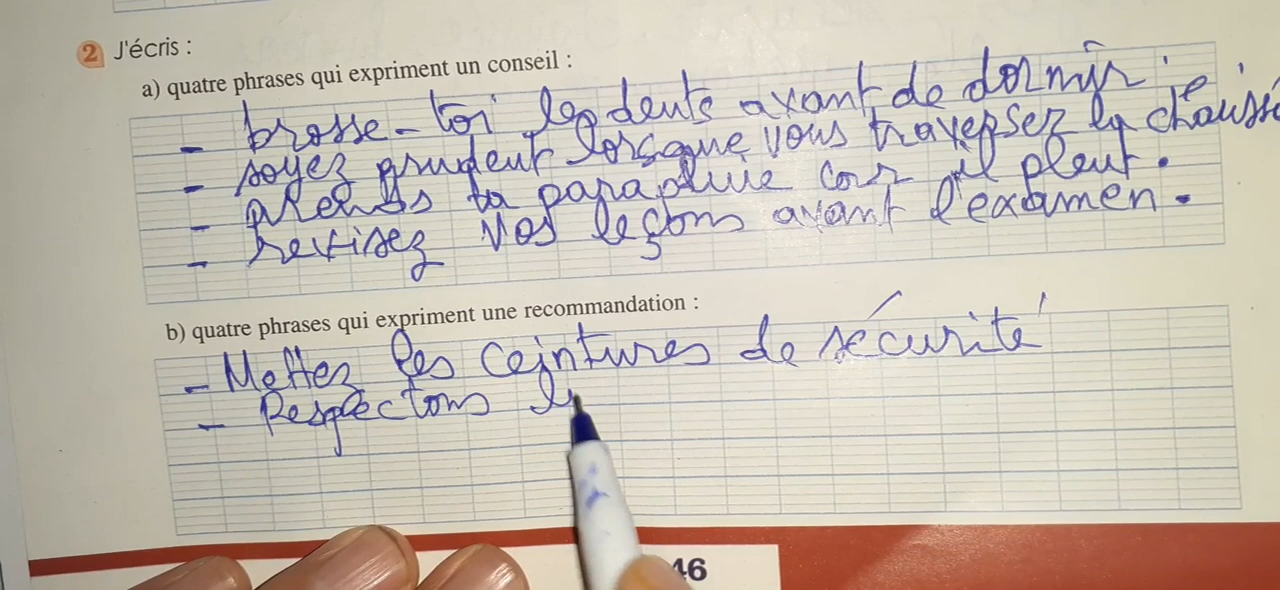 2 J'écris :
a) quatre phrases qui expriment un conseil :
- brosse-toi les dents avant de dormir.
- soyez prudent lorsque vous traversez la chaussé
- prends ta parapluie car il pleut.
- revisez vos leçons avant l'examen.
b) quatre phrases qui expriment une recommandation :
- Mettez les ceintures de sécurité
- Respectons
46